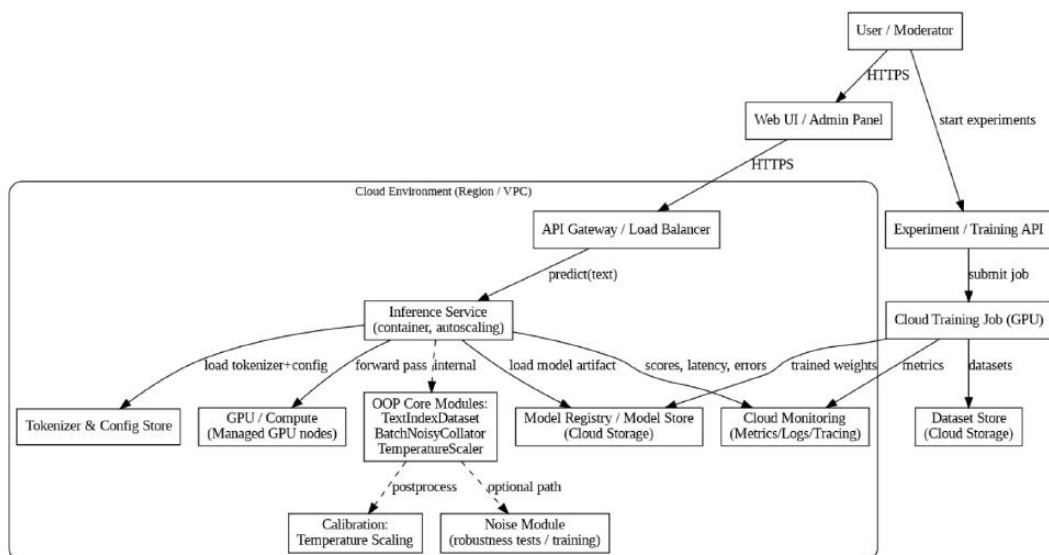 User / Moderator
HTTPS
Web UI / Admin Panel
start experiments
HTTPS
Cloud Environment (Region / VPC)
API Gateway / Load Balancer
Experiment / Training API
predict(text)
submit job
Inference Service
(container, autoscaling)
Cloud Training Job (GPU)
load tokenizer+config
forward pass
internal
load model artifact
scores, latency, errors
trained weights
metrics
datasets
Tokenizer & Config Store
GPU / Compute
(Managed GPU nodes)
OOP Core Modules:
TextIndexDataset
BatchNoisyCollator
TemperatureScaler
Model Registry / Model Store
(Cloud Storage)
Cloud Monitoring
(Metrics/Logs/Tracing)
Dataset Store
(Cloud Storage)
postprocess
optional path
Calibration:
Temperature Scaling
Noise Module
(robustness tests / training)